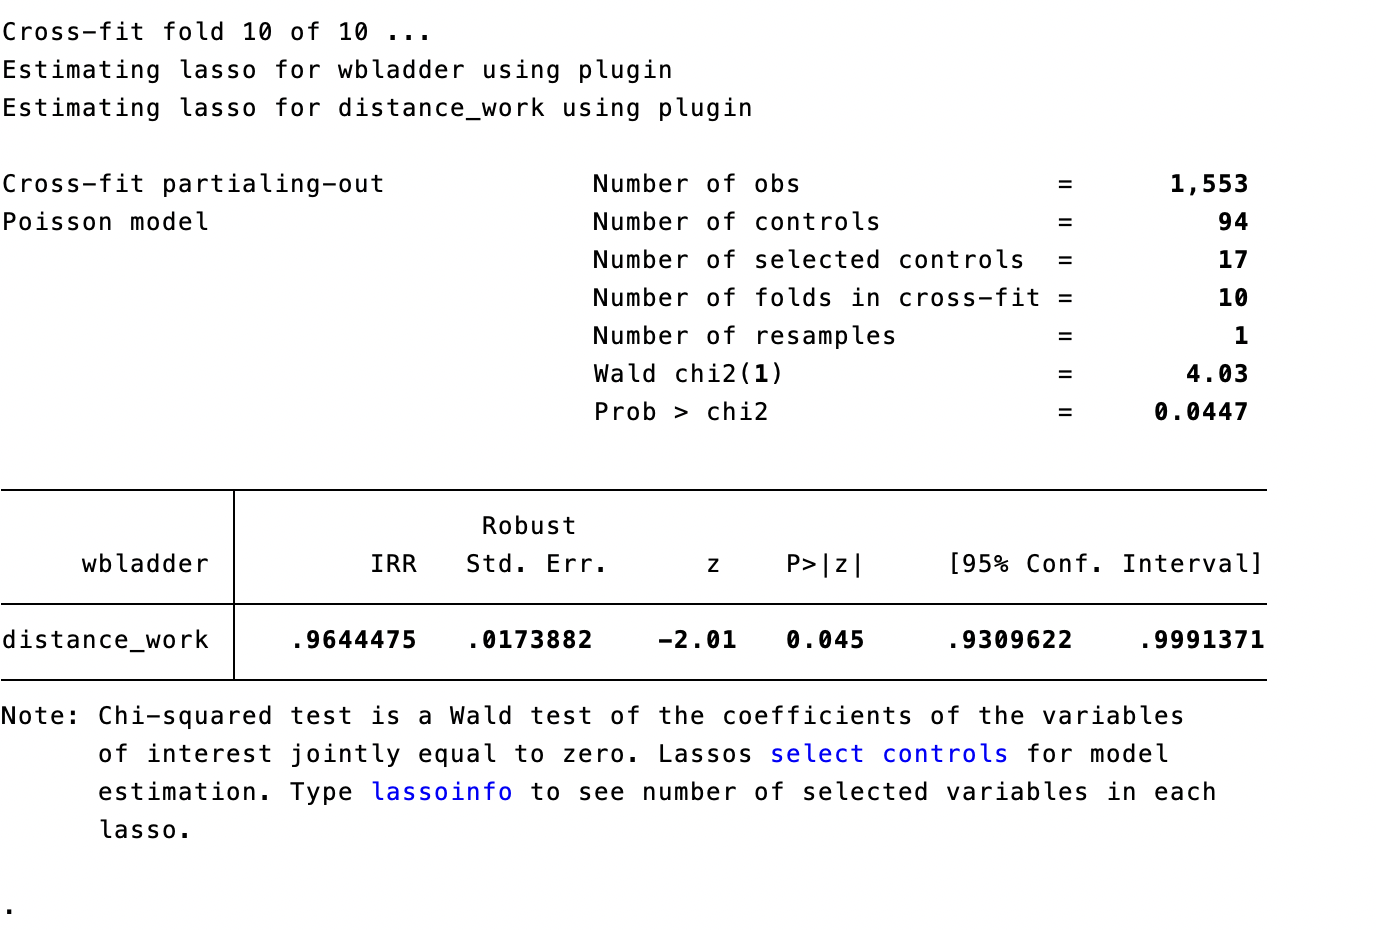 Cross-fit fold 10 of 10 ...
Estimating lasso for wbladder using plugin
Estimating lasso for distance_work using plugin
Cross-fit partialing-out Number of obs = 1,553
Poisson model Number of controls = 94
Number of selected controls = 17
Number of folds in cross-fit = 10
Number of resamples = 1
Wald chi2(1) = 4.03
Prob > chi2 = 0.0447
Robust
wbladder IRR Std. Err. z P>|z| [95% Conf. Interval]
distance_work .9644475 .0173882 -2.01 0.045 .9309622 .9991371
Note: Chi-squared test is a Wald test of the coefficients of the variables
of interest jointly equal to zero. Lassos select controls for model
estimation. Type lassoinfo to see number of selected variables in each
lasso.
.